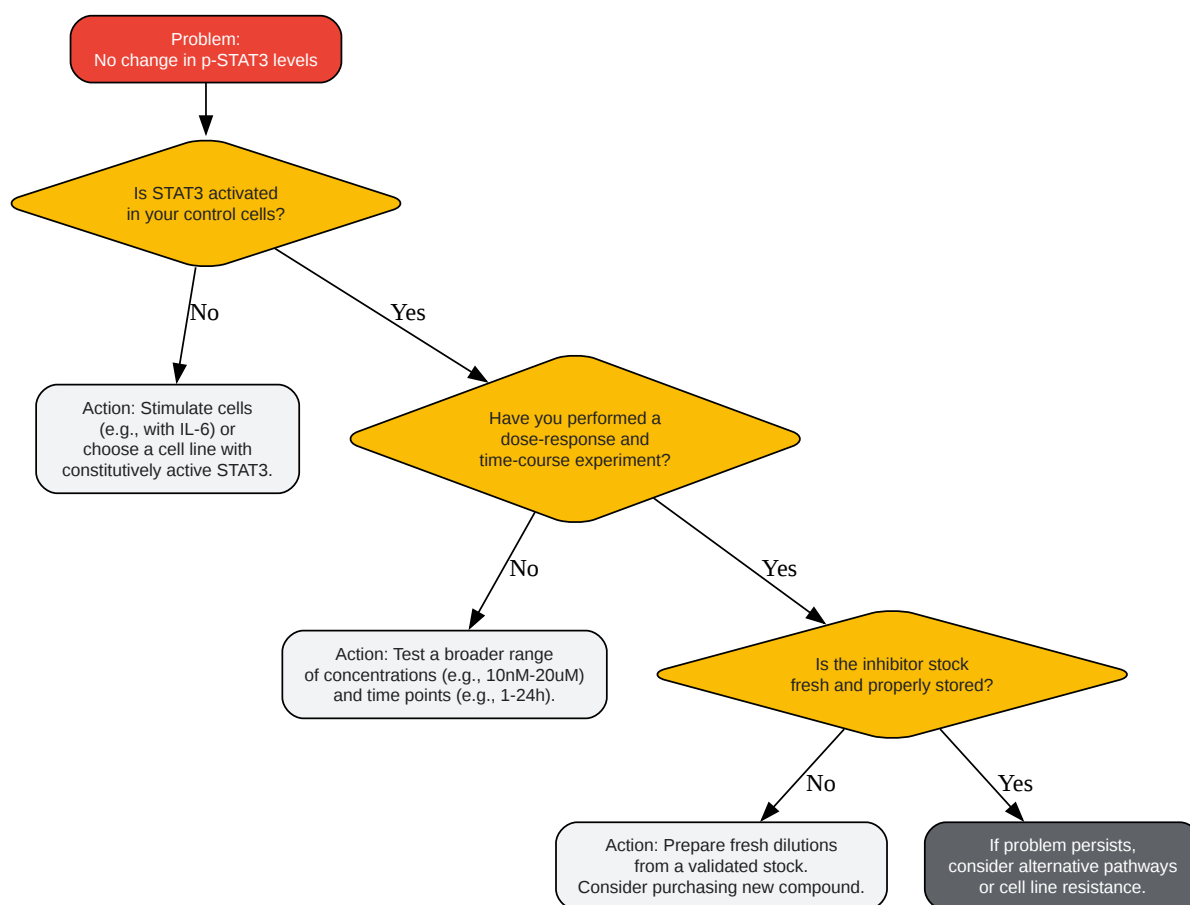 Problem:
No change in p-STAT3 levels
Is STAT3 activated
in your control cells?
No
Yes
Action: Stimulate cells
(e.g., with IL-6) or
choose a cell line with
constitutively active STAT3.
Have you performed a
dose-response and
time-course experiment?
No
Yes
Action: Test a broader range
of concentrations (e.g., 10nM-20uM)
and time points (e.g., 1-24h).
Is the inhibitor stock
fresh and properly stored?
No
Yes
Action: Prepare fresh dilutions
from a validated stock.
Consider purchasing new compound.
If problem persists,
consider alternative pathways
or cell line resistance.